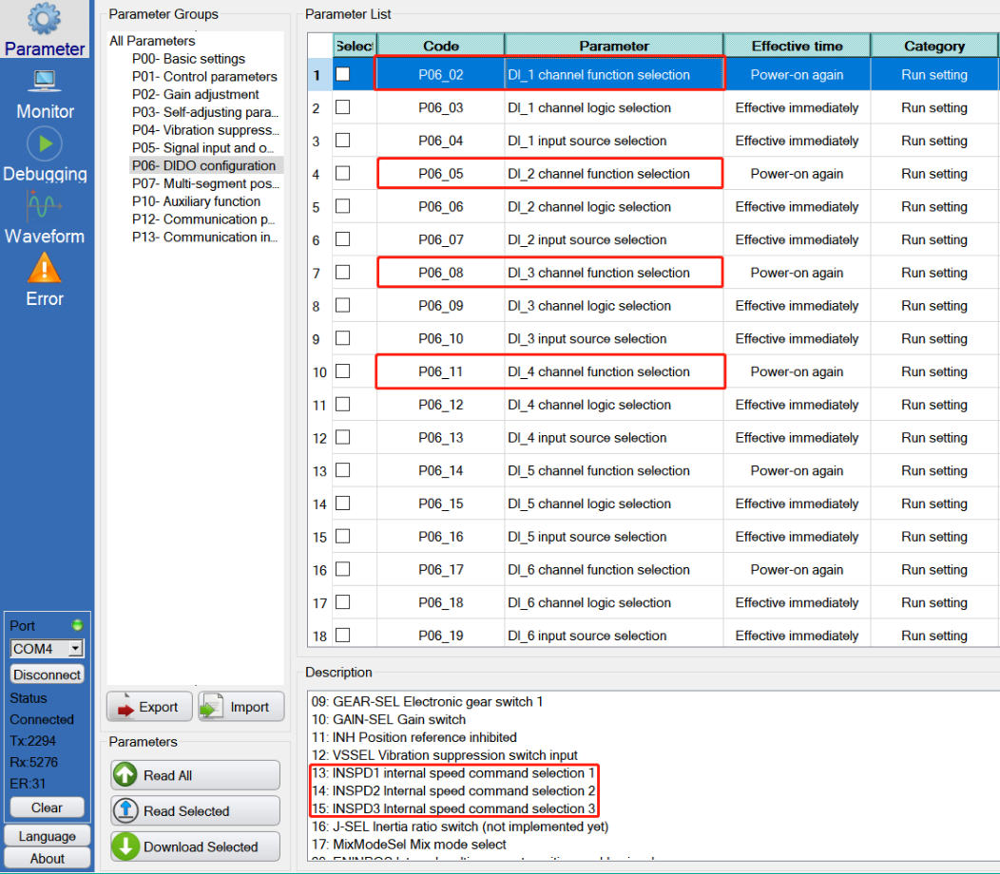 Parameter
Monitor
Debugging
Waveform
Error
Port
COM4
Disconnect
Status
Connected
Tx:2294
Rx:5276
ER:31
Clear
Language
About
Parameter Groups
All Parameters
P00- Basic settings
P01- Control parameters
P02- Gain adjustment
P03- Self-adjusting para...
P04- Vibration suppress...
P05- Signal input and o...
P06- DIDO configuration
P07- Multi-segment pos...
P10- Auxiliary function
P12- Communication p...
P13- Communication in...
Export Import
Parameters
Read All
Read Selected
Download Selected
Parameter List
Select Code Parameter Effective time Category
1 P06_02 DI_1 channel function selection Power-on again Run setting
2 P06_03 DI_1 channel logic selection Effective immediately Run setting
3 P06_04 DI_1 input source selection Effective immediately Run setting
4 P06_05 DI_2 channel function selection Power-on again Run setting
5 P06_06 DI_2 channel logic selection Effective immediately Run setting
6 P06_07 DI_2 input source selection Effective immediately Run setting
7 P06_08 DI_3 channel function selection Power-on again Run setting
8 P06_09 DI_3 channel logic selection Effective immediately Run setting
9 P06_10 DI_3 input source selection Effective immediately Run setting
10 P06_11 DI_4 channel function selection Power-on again Run setting
11 P06_12 DI_4 channel logic selection Effective immediately Run setting
12 P06_13 DI_4 input source selection Effective immediately Run setting
13 P06_14 DI_5 channel function selection Power-on again Run setting
14 P06_15 DI_5 channel logic selection Effective immediately Run setting
15 P06_16 DI_5 input source selection Effective immediately Run setting
16 P06_17 DI_6 channel function selection Power-on again Run setting
17 P06_18 DI_6 channel logic selection Effective immediately Run setting
18 P06_19 DI_6 input source selection Effective immediately Run setting
Description
09: GEAR-SEL Electronic gear switch 1
10: GAIN-SEL Gain switch
11: INH Position reference inhibited
12: VSSEL Vibration suppression switch input
13: INSPD1 internal speed command selection 1
14: INSPD2 Internal speed command selection 2
15: INSPD3 Internal speed command selection 3
16: J-SEL Inertia ratio switch (not implemented yet)
17: MixModeSel Mix mode select